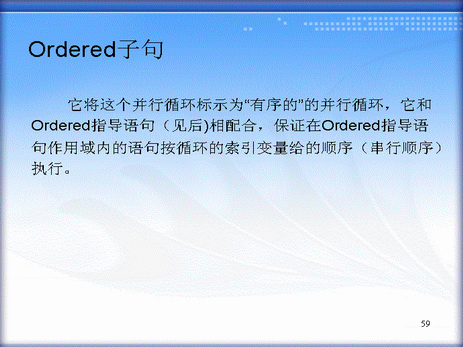 Ordered子句
它将这个并行循环标示为“有序的”的并行循环，它和
Ordered指导语句（见后)相配合，保证在Ordered指导语
句作用域内的语句按循环的索引变量给的顺序（串行顺序）
执行。
59